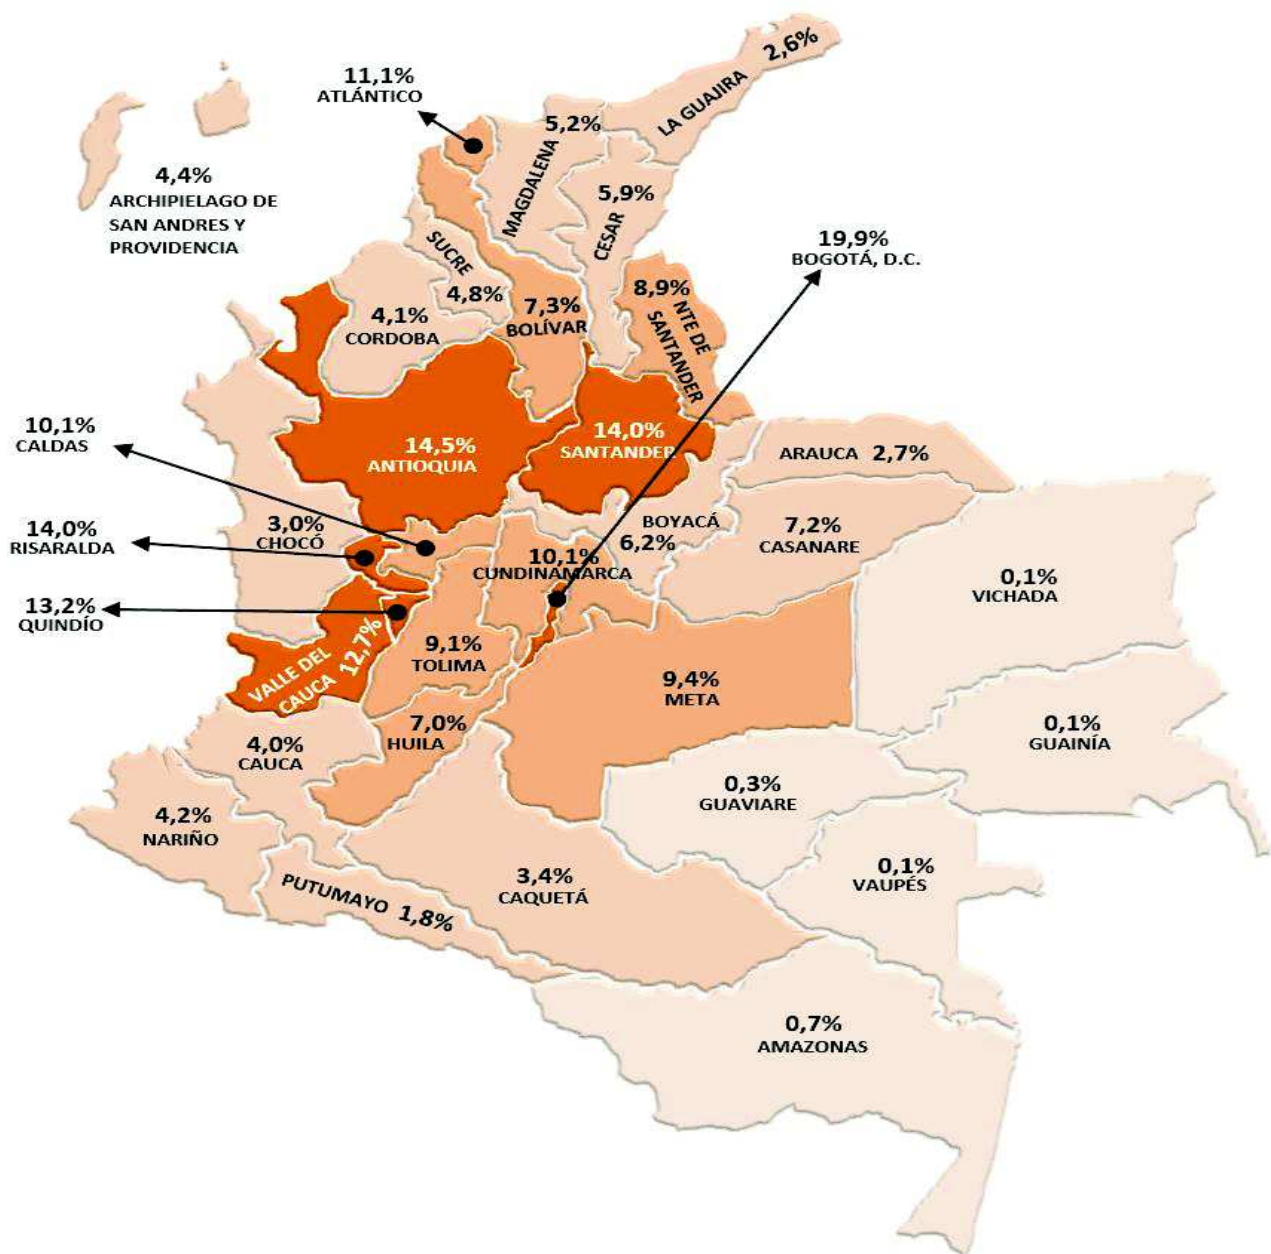 2,6%
LA GUAJIRA
11,1%
ATLÁNTICO
5,2%
MAGDALENA
4,4%
ARCHIPIELAGO DE
SAN ANDRES Y
PROVIDENCIA
5,9%
CESAR
19,9%
BOGOTÁ, D.C.
SUCRE
4,8%
8,9%
NTE DE
SANTANDER
7,3%
BOLÍVAR
4,1%
CORDOBA
10,1%
CALDAS
14,5%
ANTIOQUIA
14,0%
SANTANDER
ARAUCA 2,7%
14,0%
RISARALDA
3,0%
CHOCÓ
BOYACÁ
6,2%
7,2%
CASANARE
10,1%
CUNDINAMARCA
0,1%
VICHADA
13,2%
QUINDÍO
VALLE DEL
CAUCA 12,7%
9,1%
TOLIMA
9,4%
META
0,1%
GUAINÍA
7,0%
HUILA
4,0%
CAUCA
0,3%
GUAVIARE
4,2%
NARIÑO
0,1%
VAUPÉS
3,4%
CAQUETÁ
PUTUMAYO 1,8%
0,7%
AMAZONAS